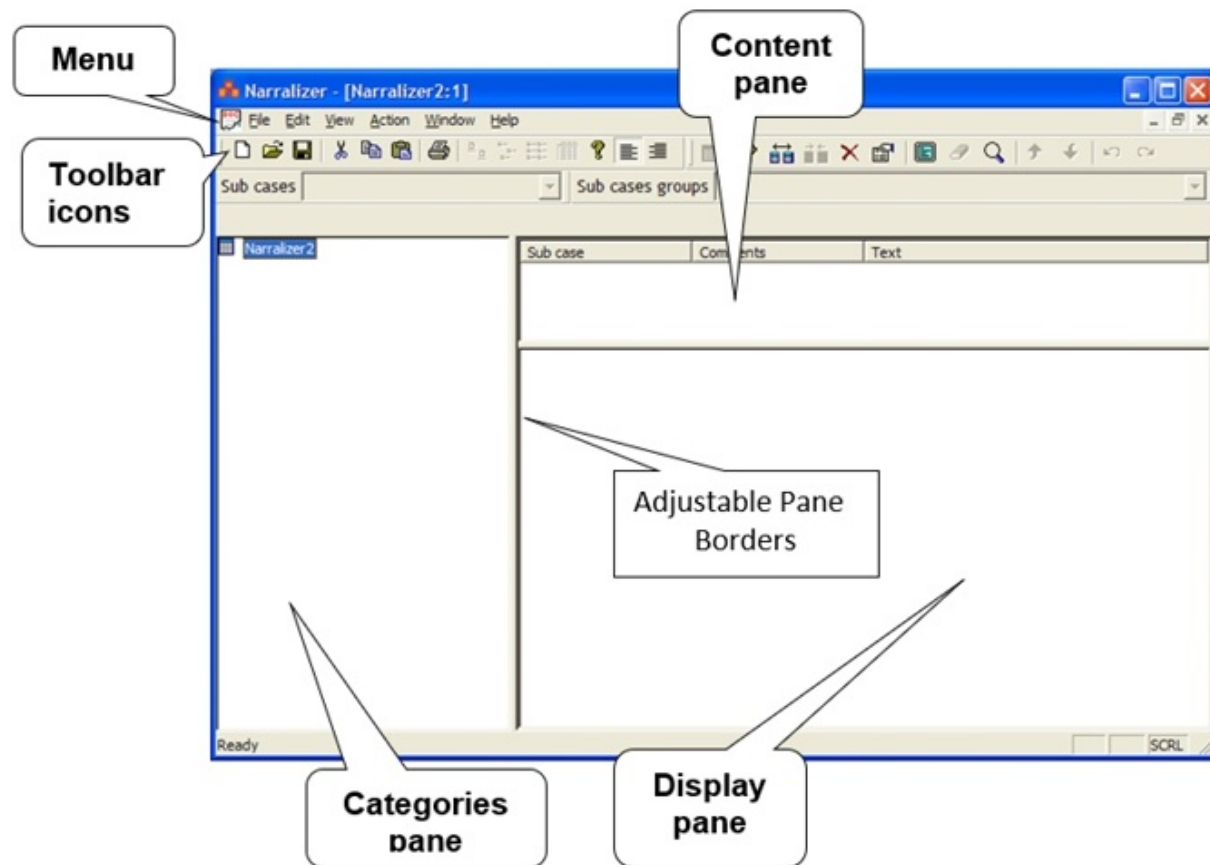 Menu
Content
pane
Narralizer - [Narralizer2:1]
File Edit View Action Window Help
Toolbar
icons
Sub cases
Sub cases groups
Narralizer2
Sub case
Comments
Text
Adjustable Pane
Borders
Ready
SCRL
Categories
pane
Display
pane